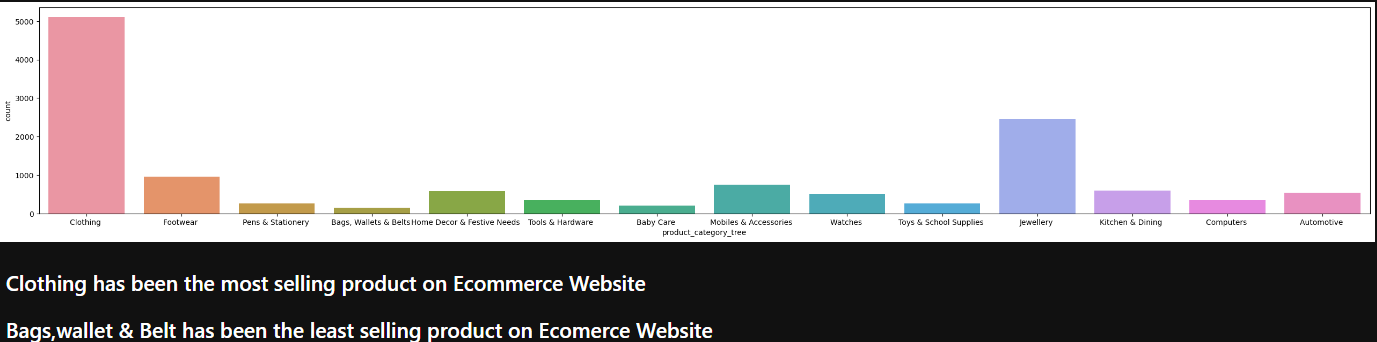 5000
4000
3000
2000
1000
0
count
Clothing Footwear Pens & Stationery Bags, Wallets & Belts Home Decor & Festive Needs Tools & Hardware Baby Care Mobiles & Accessories Watches Toys & School Supplies Jewellery Kitchen & Dining Computers Automotive
product_category_tree
Clothing has been the most selling product on Ecommerce Website
Bags,wallet & Belt has been the least selling product on Ecomerce Website